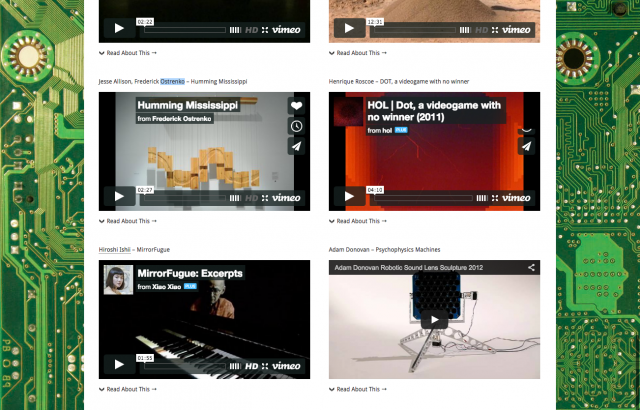 02:22
HD vimeo
12:31
HD vimeo
Read About This →
Read About This →
Jesse Allison, Frederick Ostrenko – Humming Mississippi
Henrique Roscoe – DOT, a videogame with no winner
Humming Mississippi
from Frederick Ostrenko
02:27
HD vimeo
HOL | Dot, a videogame with
no winner (2011)
from hol PLUS
04:10
vimeo
Read About This →
Read About This →
Hiroshi Ishii – MirrorFugue
Adam Donovan – Psychophysics Machines
MirrorFugue: Excerpts
from Xiao Xiao PLUS
01:55
HD vimeo
Adam Donovan Robotic Sound Lens Sculpture 2012
Read About This →
Read About This →